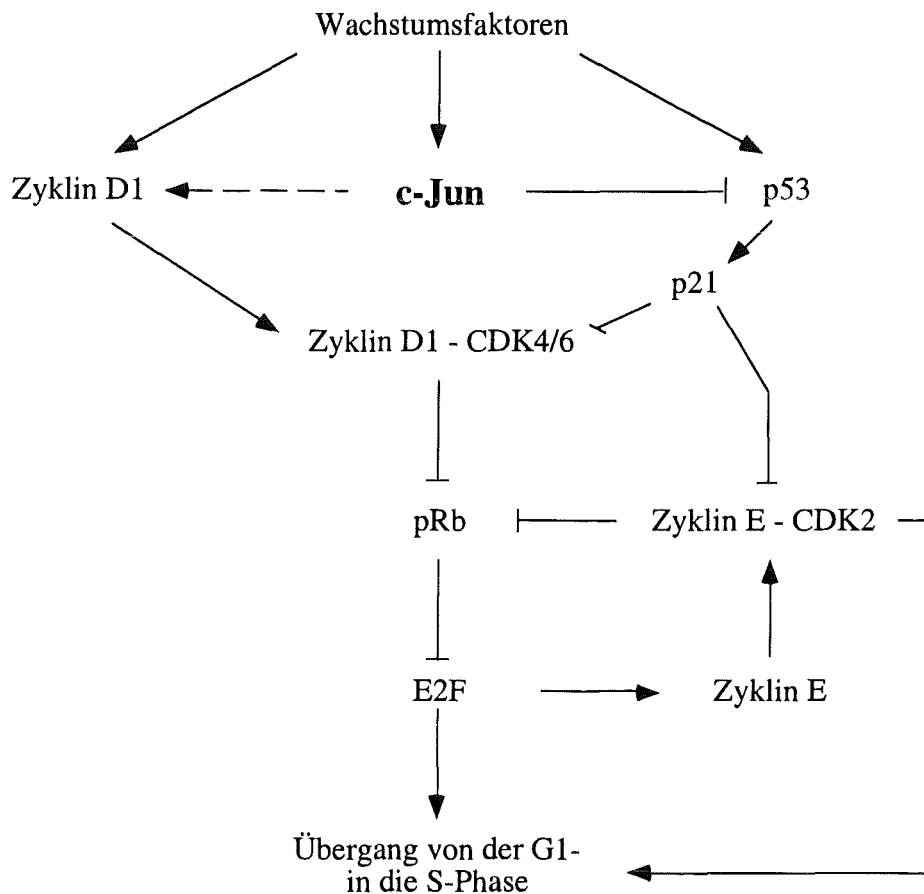 Wachstumsfaktoren
Zyklin D1
c-Jun
p53
p21
Zyklin D1 - CDK4/6
pRb
Zyklin E - CDK2
E2F
Zyklin E
Übergang von der G1-
in die S-Phase